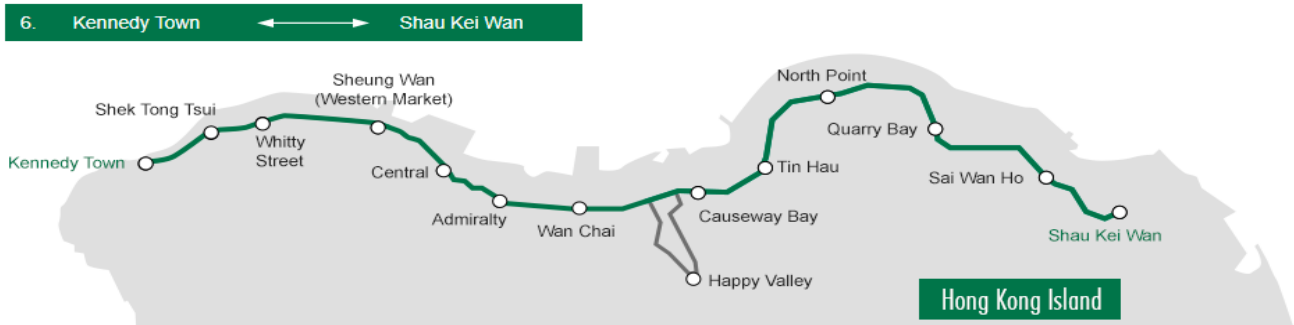 6. Kennedy Town Shau Kei Wan
Sheung Wan
(Western Market)
Shek Tong Tsui
Whitty
Street
Kennedy Town
Central
Admiralty
Wan Chai
Causeway Bay
Happy Valley
Tin Hau
North Point
Quarry Bay
Sai Wan Ho
Shau Kei Wan
Hong Kong Island